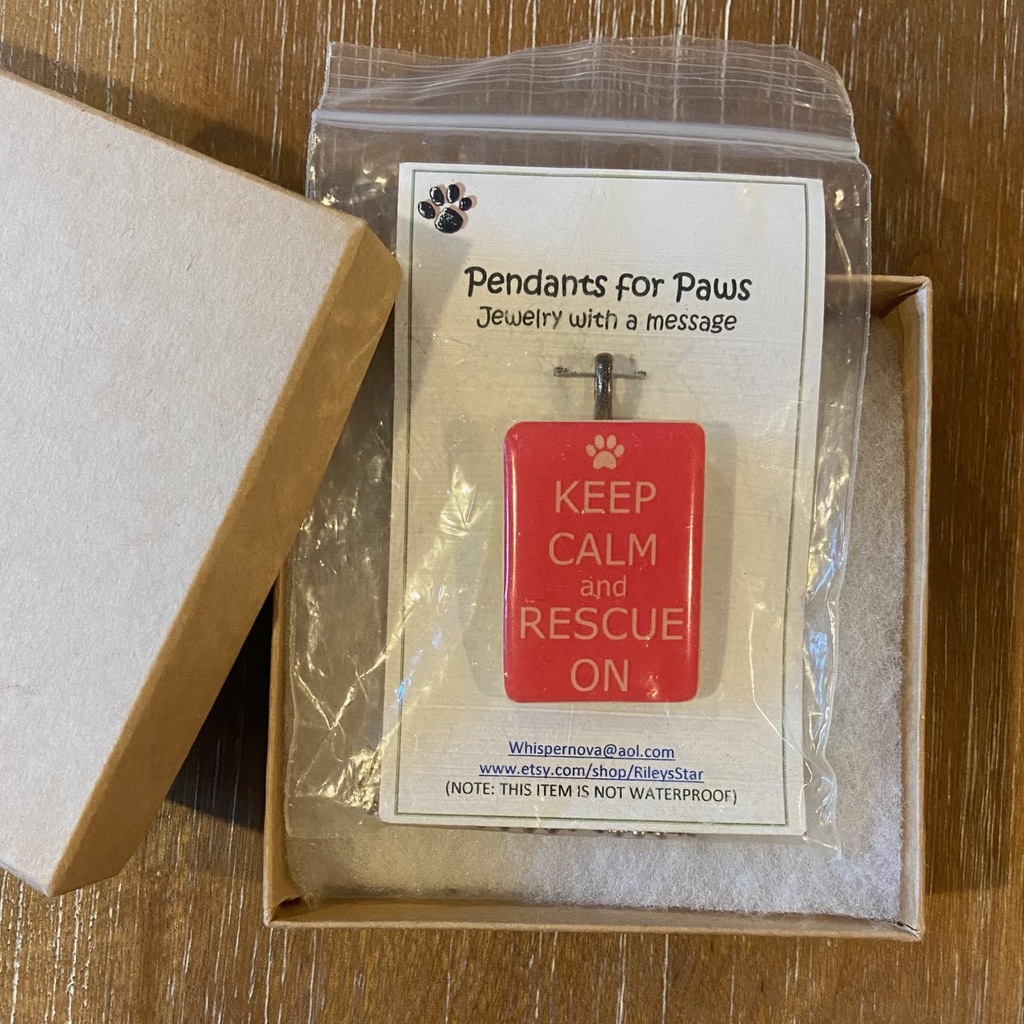 Pendants for Paws
Jewelry with a message
KEEP
CALM
and
RESCUE
ON
Whispernova@aol.com
www.etsy.com/shop/RileysStar
(NOTE: THIS ITEM IS NOT WATERPROOF)